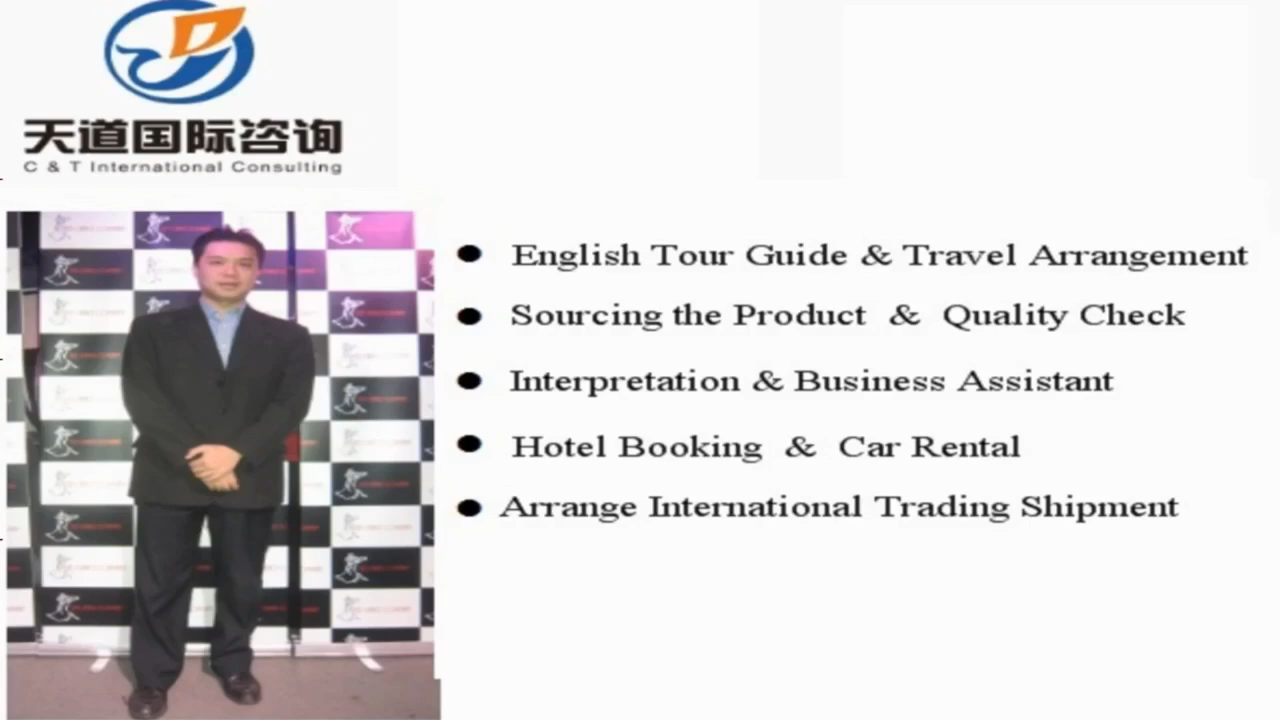 天道国际咨询
C & T International Consulting
● English Tour Guide & Travel Arrangement
● Sourcing the Product & Quality Check
● Interpretation & Business Assistant
● Hotel Booking & Car Rental
● Arrange International Trading Shipment